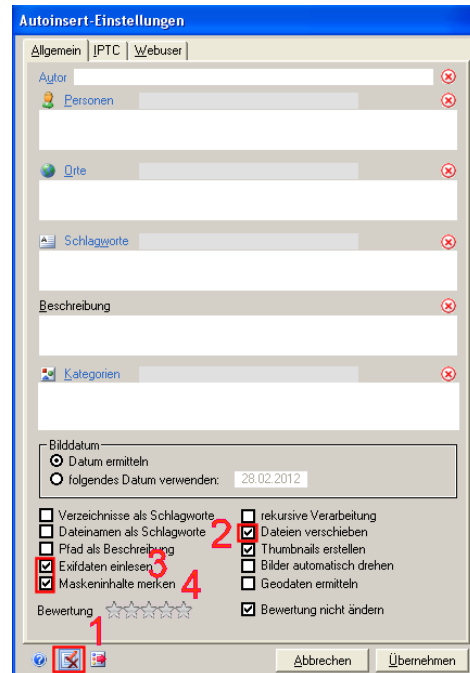 Autoinsert-Einstellungen
Allgemein IPTC Webuser
Autor
Personen
Orte
Schlagworte
Beschreibung
Kategorien
Bilddatum
Datum ermitteln
folgendes Datum verwenden: 28.02.2012
Verzeichnisse als Schlagworte rekursive Verarbeitung
Dateinamen als Schlagworte 2 Dateien verschieben
Pfad als Beschreibung Thumbnails erstellen
Exifdaten einlesen 3 Bilder automatisch drehen
Maskeninhalte merken 4 Geodaten ermitteln
Bewertung Bewertung nicht ändern
1
Abbrechen Übernehmen